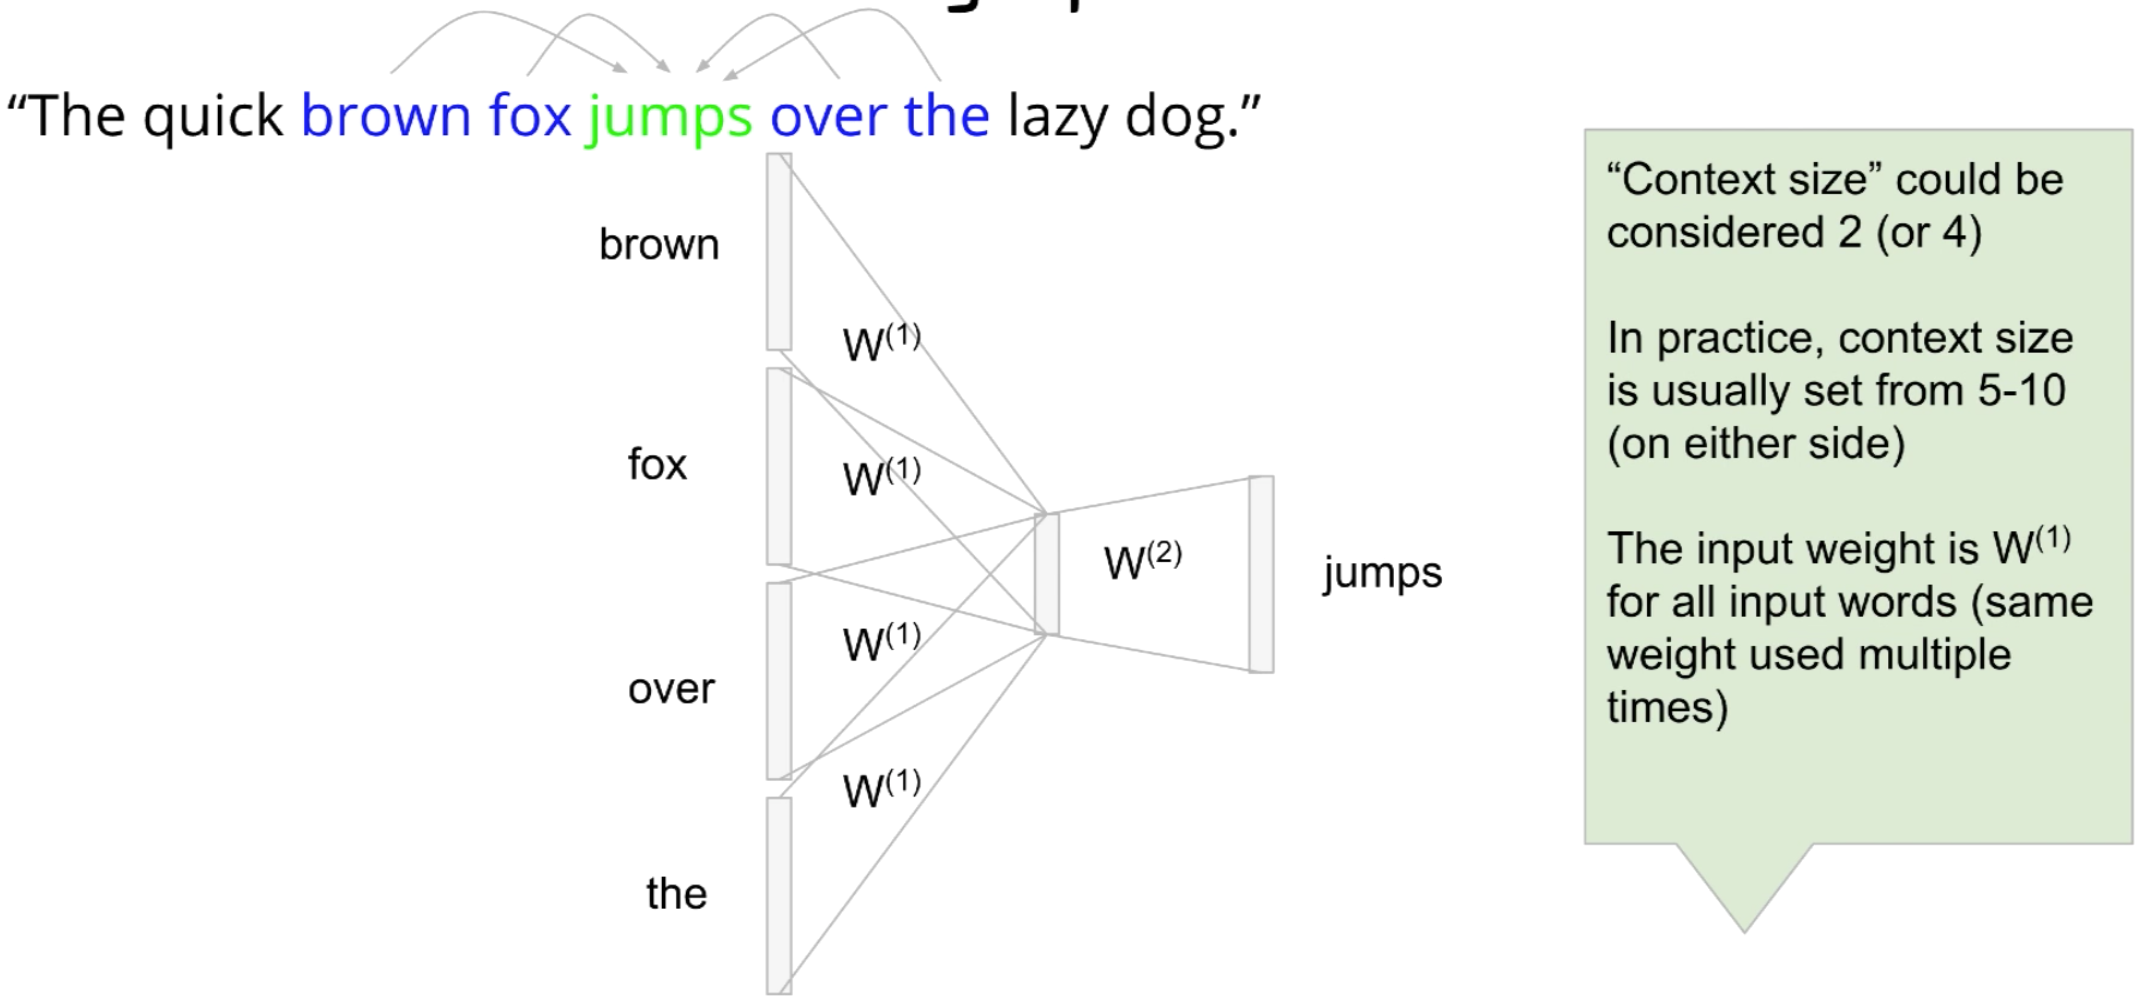 “The quick brown fox jumps over the lazy dog.”
brown
W(1)
fox
W(1)
W(2)
jumps
over
W(1)
the
W(1)
“Context size” could be
considered 2 (or 4)
In practice, context size
is usually set from 5-10
(on either side)
The input weight is W(1)
for all input words (same
weight used multiple
times)